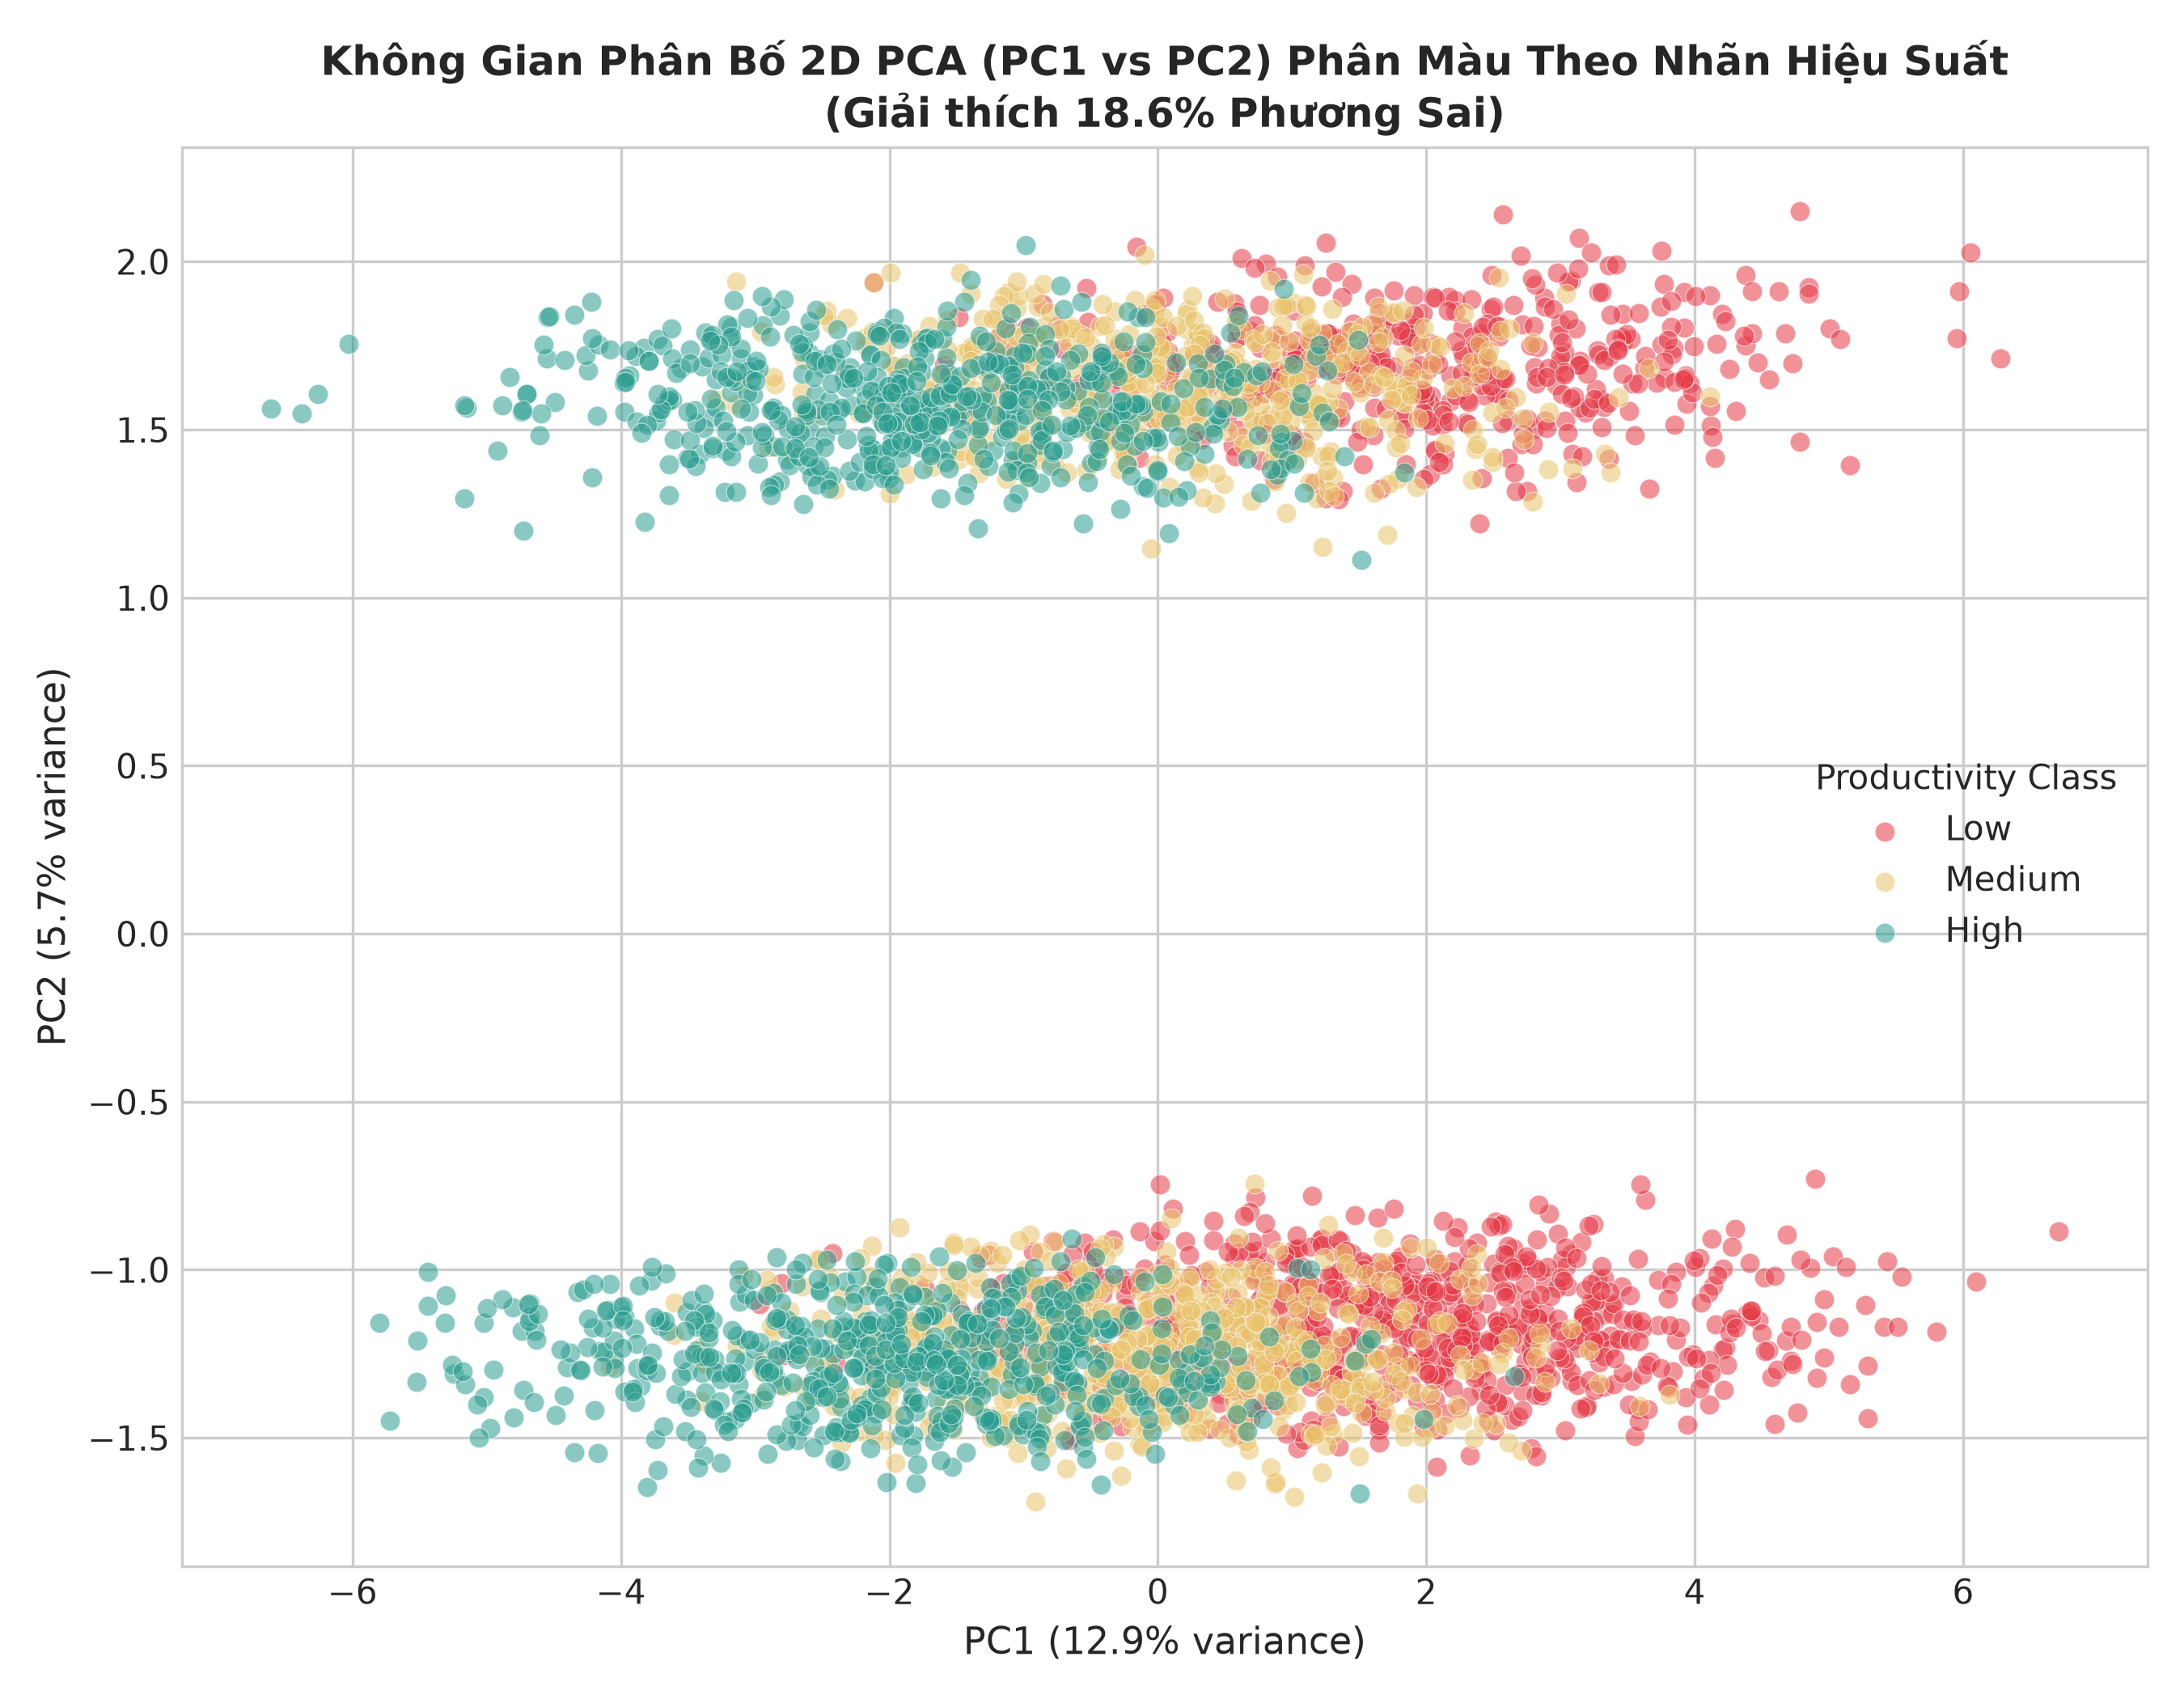 Không Gian Phân Bố 2D PCA (PC1 vs PC2) Phân Màu Theo Nhãn Hiệu Suất
(Giải thích 18.6% Phương Sai)
2.0
1.5
1.0
0.5
0.0
−0.5
−1.0
−1.5
PC2 (5.7% variance)
Productivity Class
Low
Medium
High
−6 −4 −2 0 2 4 6
PC1 (12.9% variance)